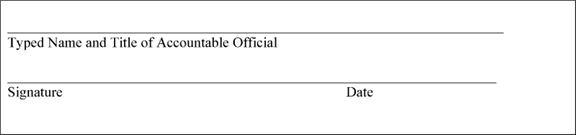 Typed Name and Title of Accountable Official
Signature Date